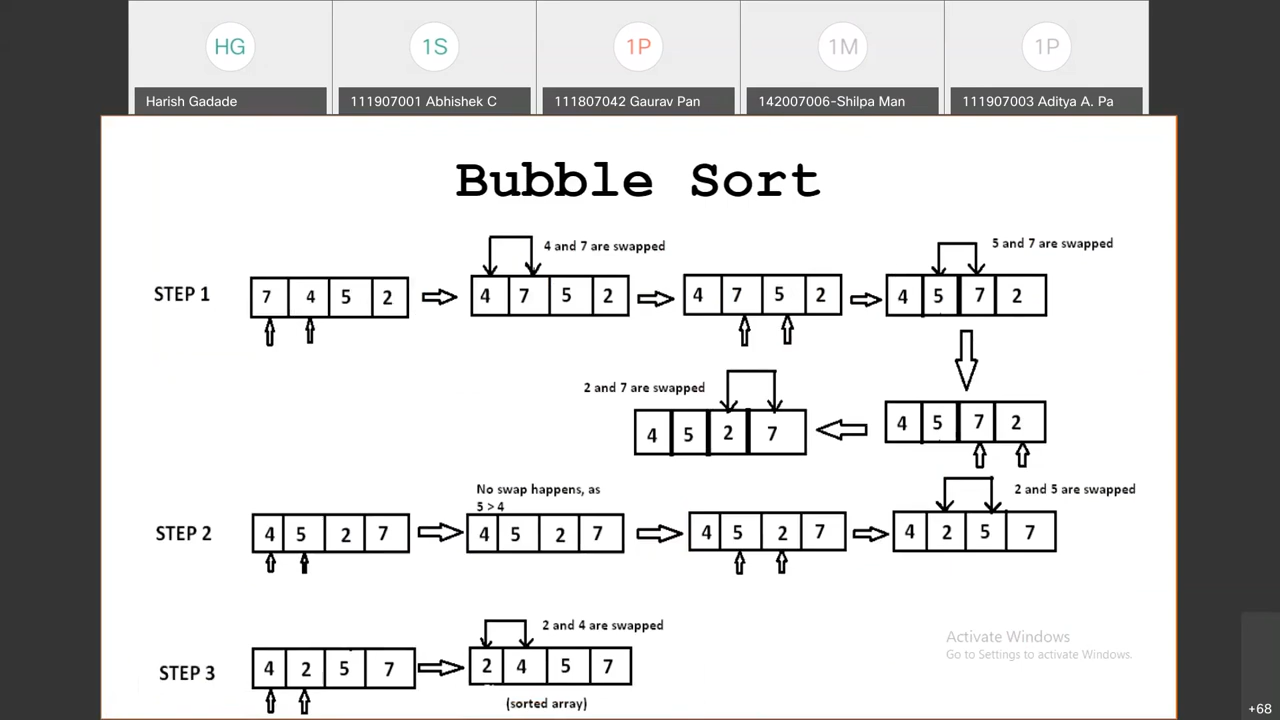 HG 1S 1P 1M 1P
Harish Gadade 111907001 Abhishek C 111807042 Gaurav Pan 142007006-Shilpa Man 111907003 Aditya A. Pa
Bubble Sort
4 and 7 are swapped 5 and 7 are swapped
STEP 1 7 4 5 2 4 7 5 2 4 7 5 2 4 5 7 2
2 and 7 are swapped
4 5 2 7 4 5 7 2
No swap happens, as 2 and 5 are swapped
5 > 4
STEP 2 4 5 2 7 4 5 2 7 4 5 2 7 4 2 5 7
2 and 4 are swapped
Activate Windows
Go to Settings to activate Windows.
STEP 3 4 2 5 7 2 4 5 7
(sorted array)
+68